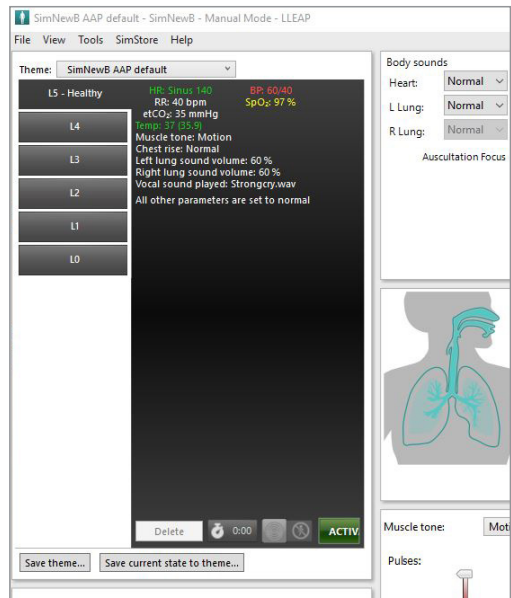 SimNewB AAP default - SimNewB - Manual Mode - LLEAP
File View Tools SimStore Help
Theme: SimNewB AAP default
L5 - Healthy
L4
L3
L2
L1
L0
HR: Sinus 140 BP: 60/40
RR: 40 bpm SpO₂: 97 %
etCO₂: 35 mmHg
Temp: 37 (35.9)
Muscle tone: Motion
Chest rise: Normal
Left lung sound volume: 60 %
Right lung sound volume: 60 %
Vocal sound played: Strongcry.wav
All other parameters are set to normal
Delete 0:00 ACTIV
Save theme... Save current state to theme...
Body sounds
Heart: Normal
L Lung: Normal
R Lung: Normal
Auscultation Focus
Muscle tone: Moti
Pulses: